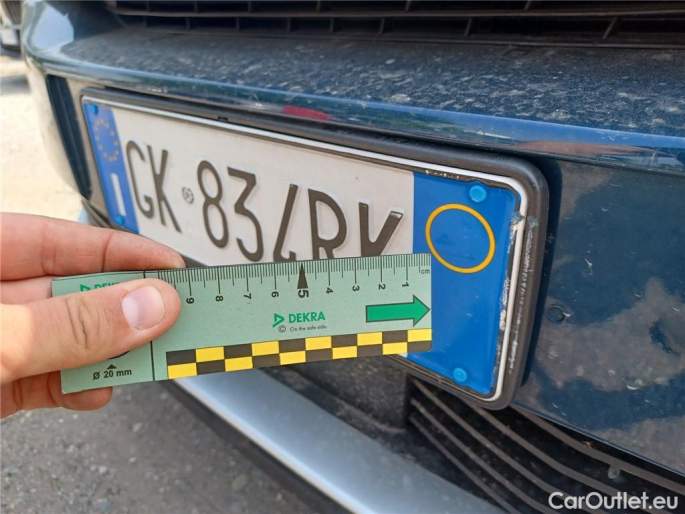 I
GK 834RK
DEKRA
9 8 7 6 5 4 3 2 1 cm
DEKRA
© On the safe side.
Ø 20 mm
CarOutlet.eu